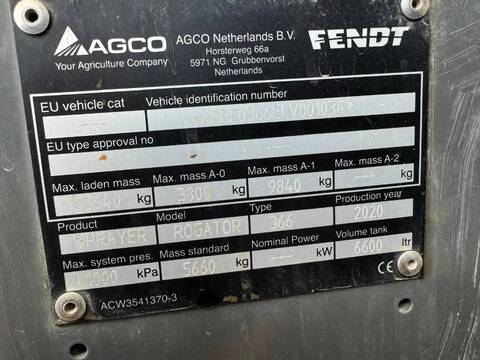 AGCO
Your Agriculture Company
AGCO Netherlands B.V.
Horsterweg 66a
5971 NG Grubbenvorst
Netherlands
FENDT
EU vehicle cat
Vehicle identification number
---
EU type approval no
Max. laden mass
Max. mass A-0
Max. mass A-1
Max. mass A-2
kg
3300 kg
9840 kg
--- kg
Product
Model
Type
Production year
SPRAYER
ROGATOR
366
2020
Max. system pres.
Mass standard
Nominal Power
Volume tank
1000 kPa
5660 kg
--- kW
6600 ltr
ACW3541370-3
CE